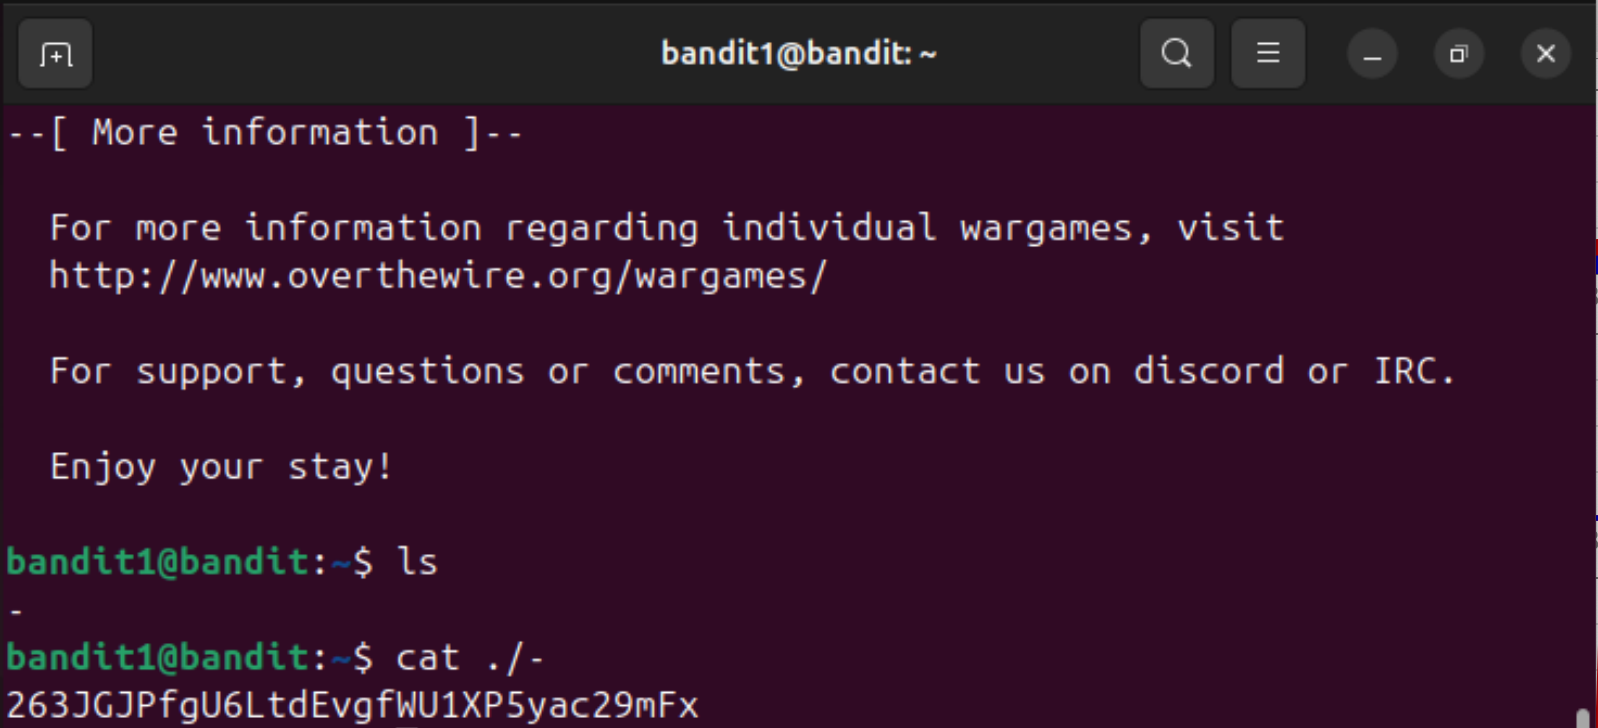 bandit1@bandit: ~
--[ More information ]--
For more information regarding individual wargames, visit
http://www.overthewire.org/wargames/
For support, questions or comments, contact us on discord or IRC.
Enjoy your stay!
bandit1@bandit:~$ ls
-
bandit1@bandit:~$ cat ./-
263JGJPfgU6LtdEvgfWU1XP5yac29mFx